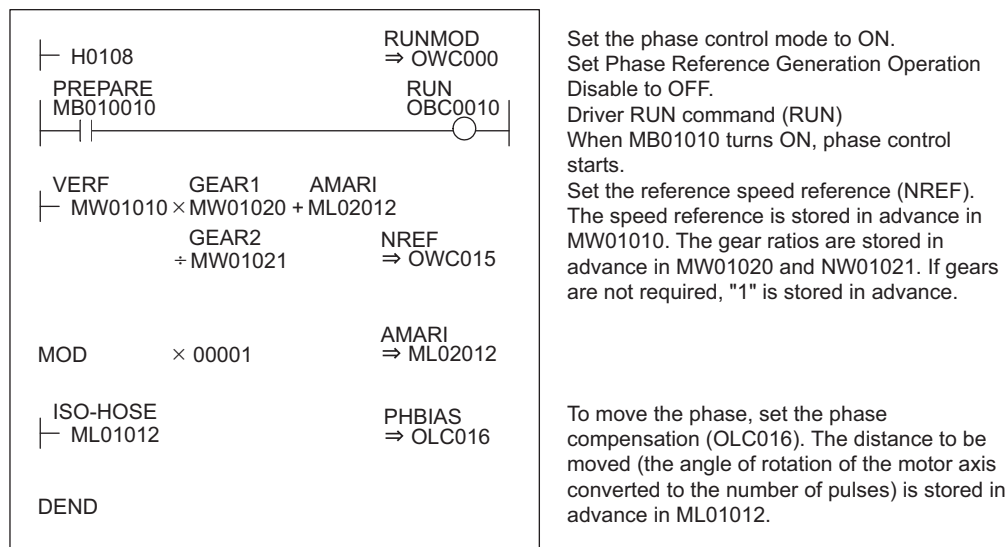 RUNMOD
H0108 ⇒ OWC000
PREPARE RUN
MB010010 OBC0010
VERF GEAR1 AMARI
MW01010 × MW01020 + ML02012
GEAR2 NREF
÷ MW01021 ⇒ OWC015
AMARI
MOD × 00001 ⇒ ML02012
ISO-HOSE PHBIAS
ML01012 ⇒ OLC016
DEND
Set the phase control mode to ON.
Set Phase Reference Generation Operation
Disable to OFF.
Driver RUN command (RUN)
When MB01010 turns ON, phase control
starts.
Set the reference speed reference (NREF).
The speed reference is stored in advance in
MW01010. The gear ratios are stored in
advance in MW01020 and NW01021. If gears
are not required, "1" is stored in advance.
To move the phase, set the phase
compensation (OLC016). The distance to be
moved (the angle of rotation of the motor axis
converted to the number of pulses) is stored in
advance in ML01012.